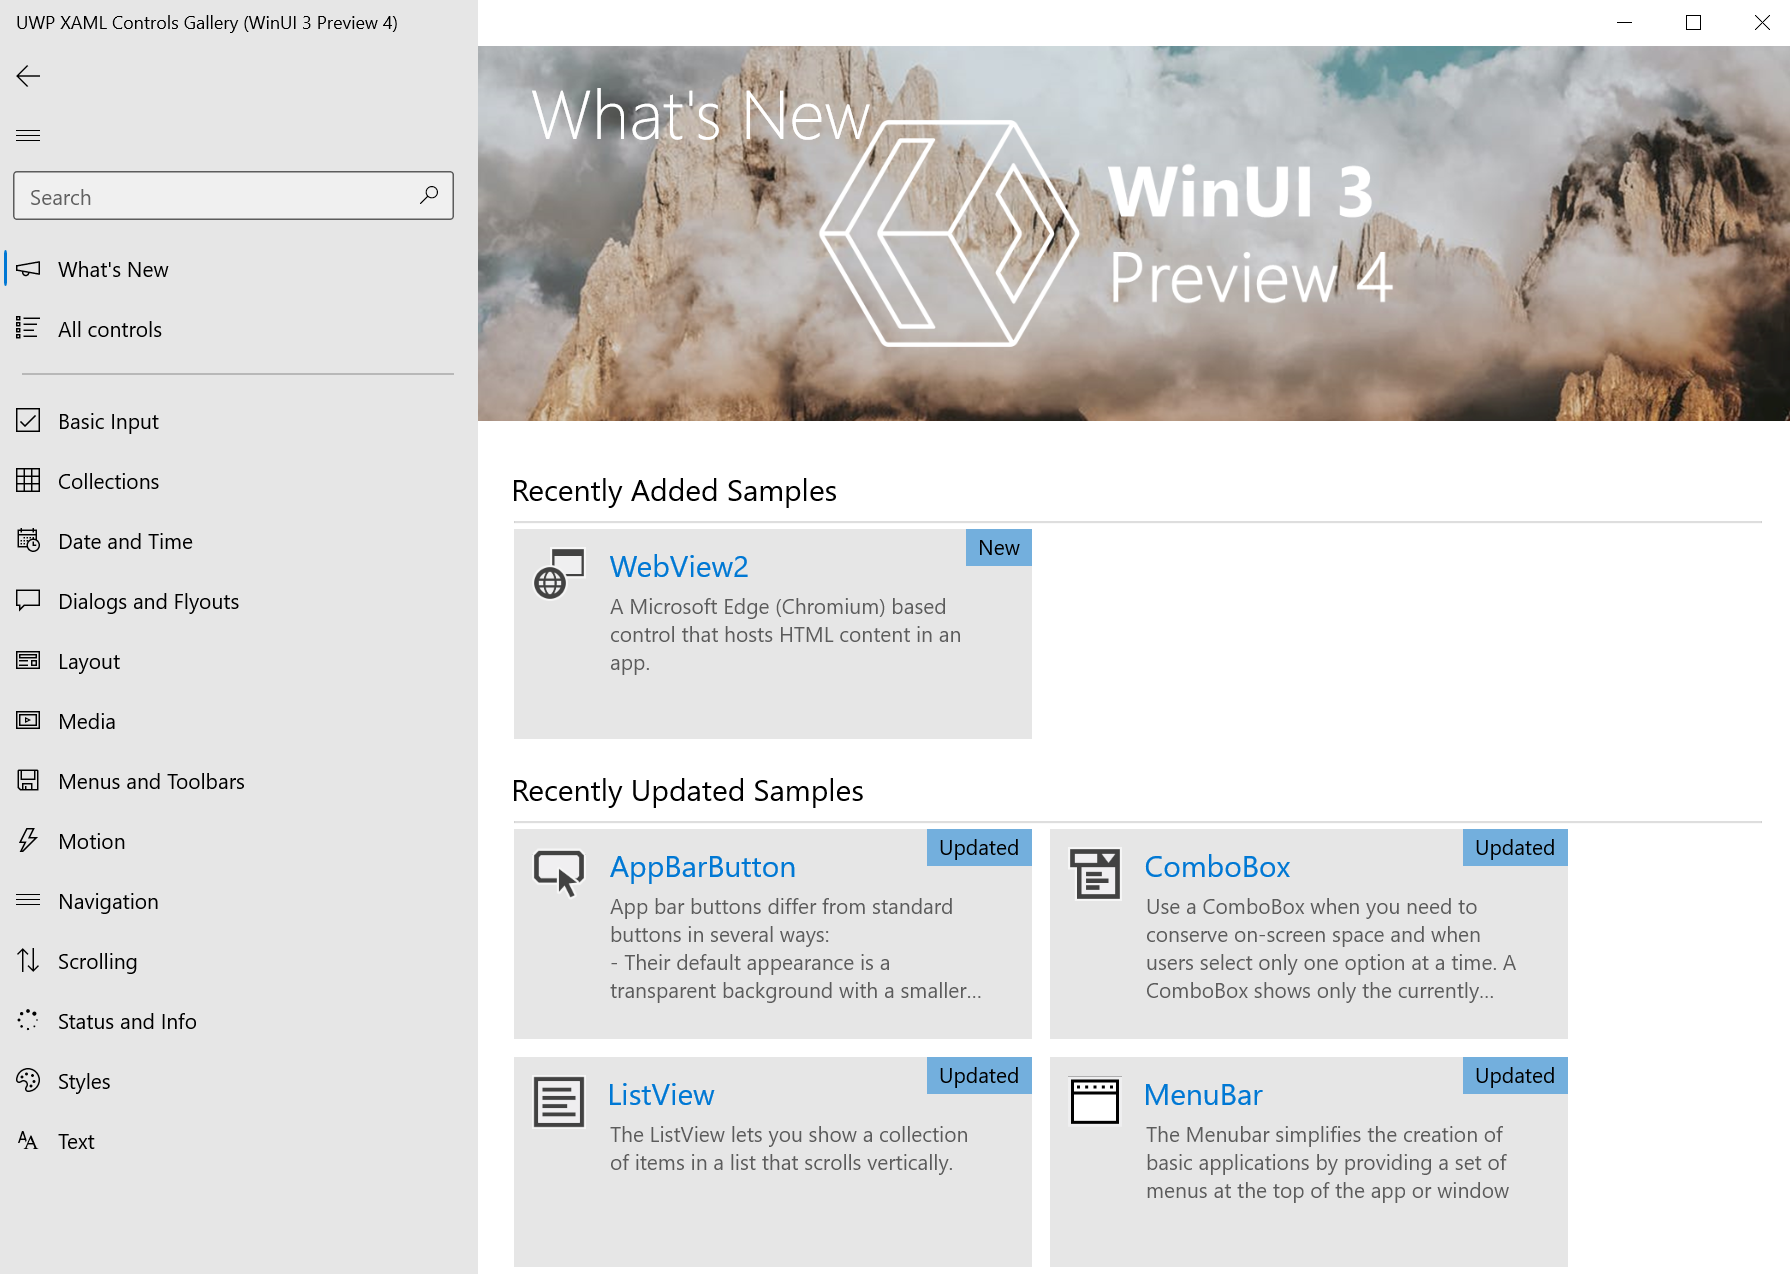 UWP XAML Controls Gallery (WinUI 3 Preview 4)
Search
What's New
All controls
Basic Input
Collections
Date and Time
Dialogs and Flyouts
Layout
Media
Menus and Toolbars
Motion
Navigation
Scrolling
Status and Info
Styles
Text
What's New
WinUI 3
Preview 4
Recently Added Samples
New
WebView2
A Microsoft Edge (Chromium) based
control that hosts HTML content in an
app.
Recently Updated Samples
Updated
AppBarButton
App bar buttons differ from standard
buttons in several ways:
- Their default appearance is a
transparent background with a smaller...
Updated
ComboBox
Use a ComboBox when you need to
conserve on-screen space and when
users select only one option at a time. A
ComboBox shows only the currently...
Updated
ListView
The ListView lets you show a collection
of items in a list that scrolls vertically.
Updated
MenuBar
The Menubar simplifies the creation of
basic applications by providing a set of
menus at the top of the app or window